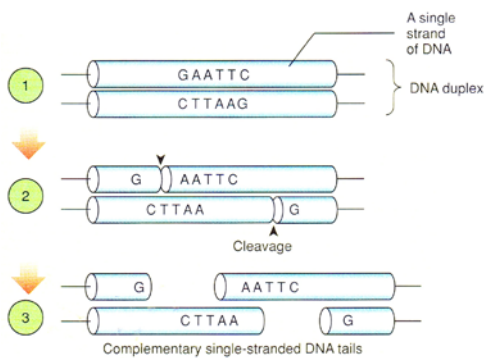 A single
strand
of DNA
1
GAATTC
CTTAAG
DNA duplex
2
G AATTC
CTTAA G
Cleavage
3
G AATTC
CTTAA G
Complementary single-stranded DNA tails